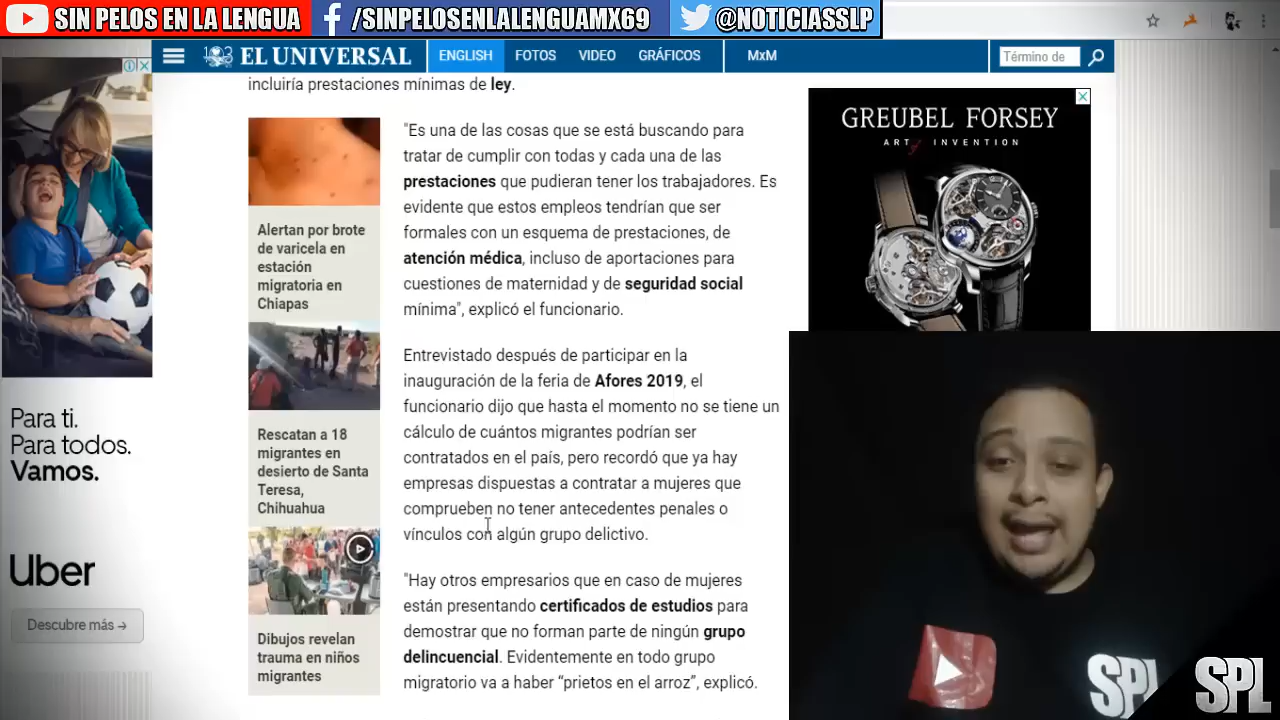 SIN PELOS EN LA LENGUA
/SINPELOSENLALENGUAMX69
@NOTICIASSLP
EL UNIVERSAL
ENGLISH
FOTOS
VIDEO
GRÁFICOS
MxM
Término de
incluiría prestaciones mínimas de ley.
"Es una de las cosas que se está buscando para
tratar de cumplir con todas y cada una de las
prestaciones que pudieran tener los trabajadores. Es
evidente que estos empleos tendrían que ser
formales con un esquema de prestaciones, de
atención médica, incluso de aportaciones para
cuestiones de maternidad y de seguridad social
mínima", explicó el funcionario.
Entrevistado después de participar en la
inauguración de la feria de Afores 2019, el
funcionario dijo que hasta el momento no se tiene un
cálculo de cuántos migrantes podrían ser
contratados en el país, pero recordó que ya hay
empresas dispuestas a contratar a mujeres que
comprueben no tener antecedentes penales o
vínculos con algún grupo delictivo.
"Hay otros empresarios que en caso de mujeres
están presentando certificados de estudios para
demostrar que no forman parte de ningún grupo
delincuencial. Evidentemente en todo grupo
migratorio va a haber “prietos en el arroz”, explicó.
Alertan por brote
de varicela en
estación
migratoria en
Chiapas
Rescatan a 18
migrantes en
desierto de Santa
Teresa,
Chihuahua
Dibujos revelan
trauma en niños
migrantes
Para ti.
Para todos.
Vamos.
Uber
Descubre más →
GREUBEL FORSEY
ART OF INVENTION
SPL
SPL